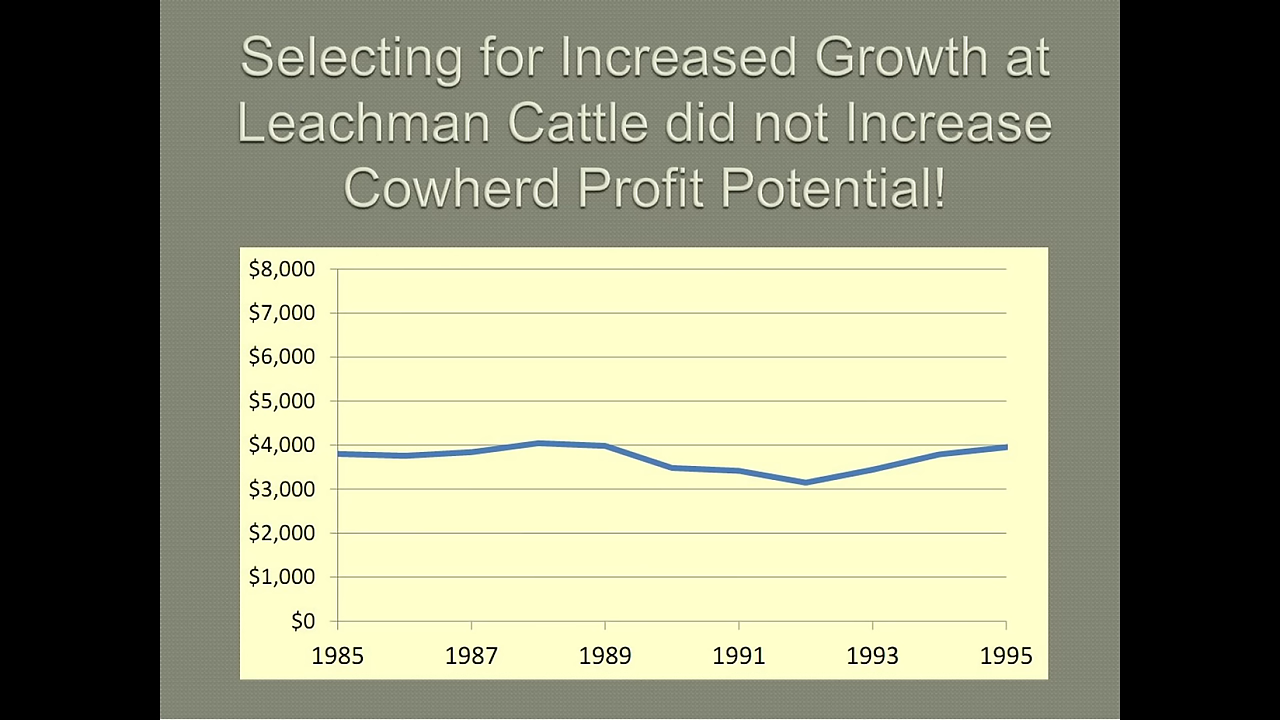 Selecting for Increased Growth at
Leachman Cattle did not Increase
Cowherd Profit Potential!
$8,000
$7,000
$6,000
$5,000
$4,000
$3,000
$2,000
$1,000
$0
1985 1987 1989 1991 1993 1995